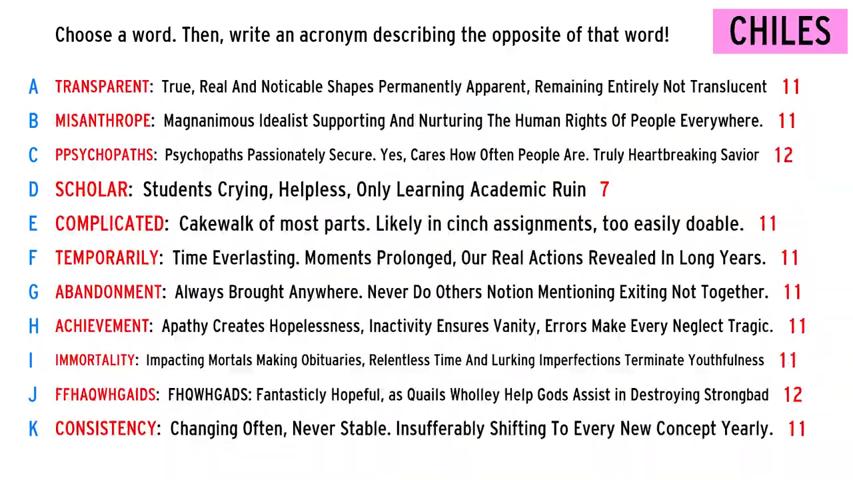 Choose a word. Then, write an acronym describing the opposite of that word!
CHILES
A TRANSPARENT: True, Real And Noticable Shapes Permanently Apparent, Remaining Entirely Not Translucent 11
B MISANTHROPE: Magnanimous Idealist Supporting And Nurturing The Human Rights Of People Everywhere. 11
C PPSYCHOPATHS: Psychopaths Passionately Secure. Yes, Cares How Often People Are. Truly Heartbreaking Savior 12
D SCHOLAR: Students Crying, Helpless, Only Learning Academic Ruin 7
E COMPLICATED: Cakewalk of most parts. Likely in cinch assignments, too easily doable. 11
F TEMPORARILY: Time Everlasting. Moments Prolonged, Our Real Actions Revealed In Long Years. 11
G ABANDONMENT: Always Brought Anywhere. Never Do Others Notion Mentioning Exiting Not Together. 11
H ACHIEVEMENT: Apathy Creates Hopelessness, Inactivity Ensures Vanity, Errors Make Every Neglect Tragic. 11
I IMMORTALITY: Impacting Mortals Making Obituaries, Relentless Time And Lurking Imperfections Terminate Youthfulness 11
J FFHAQWHGAIDS: FHQWHGADS: Fantasticly Hopeful, as Quails Wholley Help Gods Assist in Destroying Strongbad 12
K CONSISTENCY: Changing Often, Never Stable. Insufferably Shifting To Every New Concept Yearly. 11